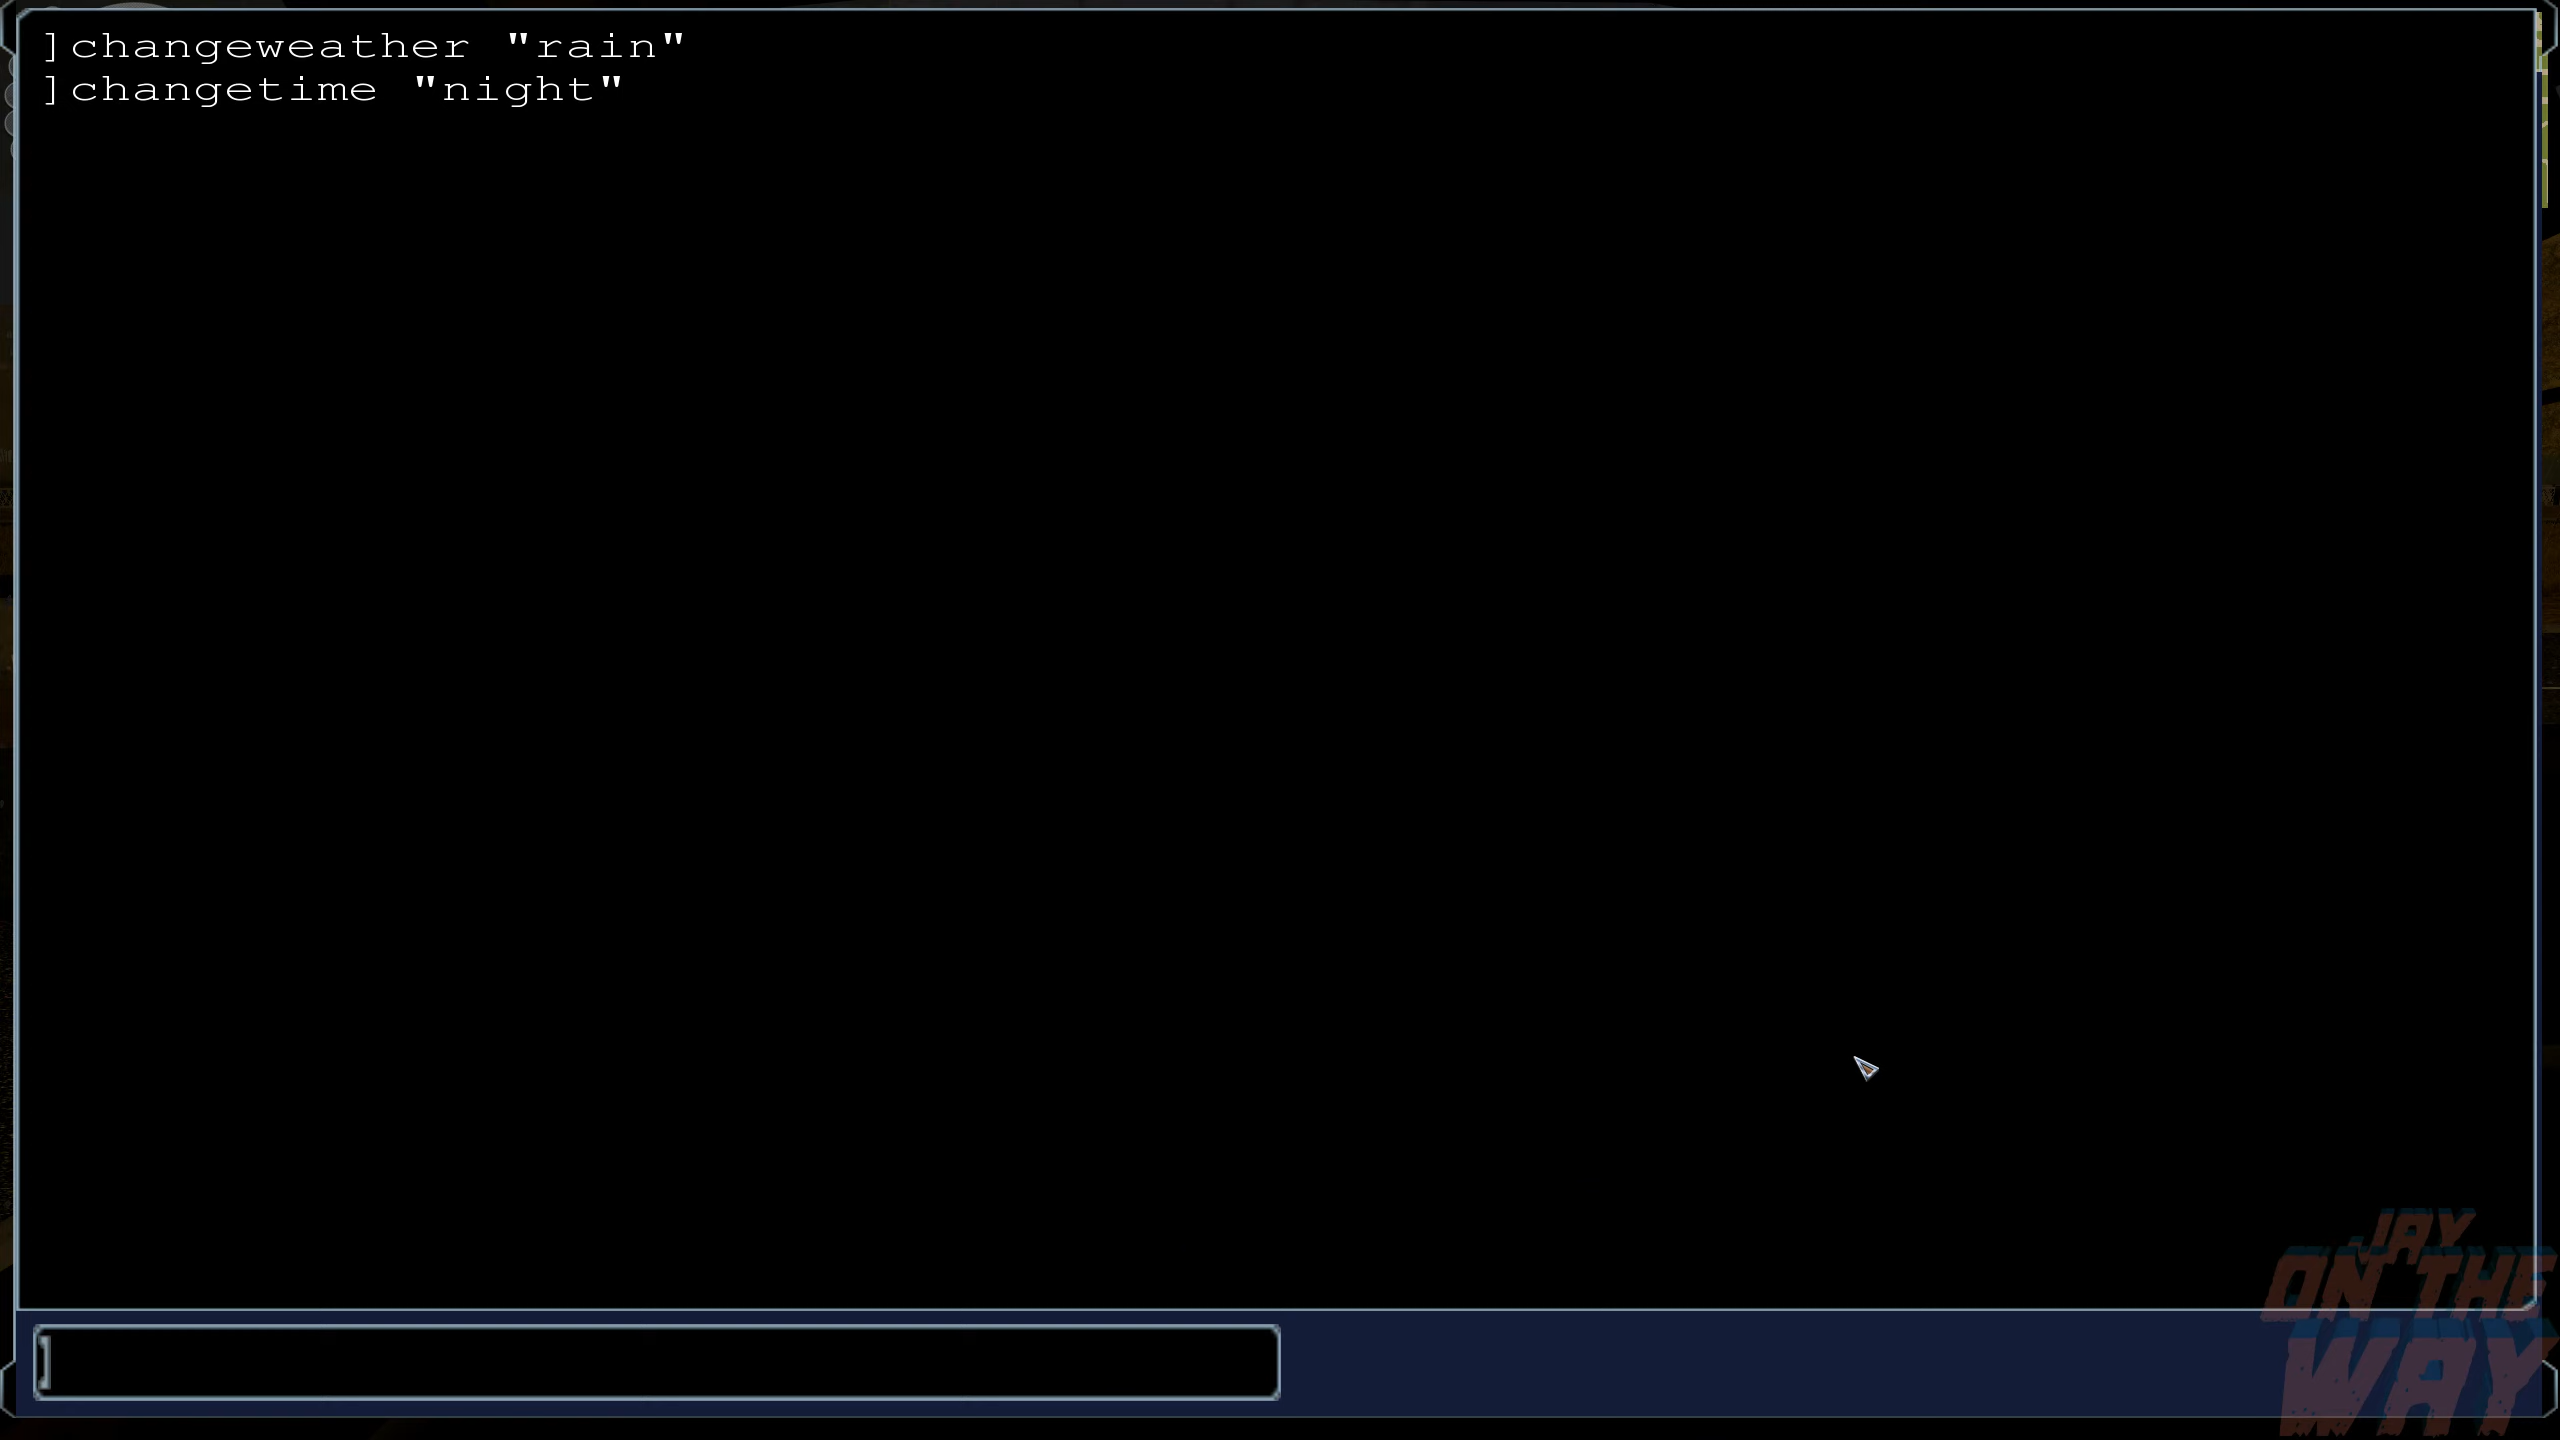 ]changeweather "rain"
]changetime "night"
]
JAY
ON THE
WAY